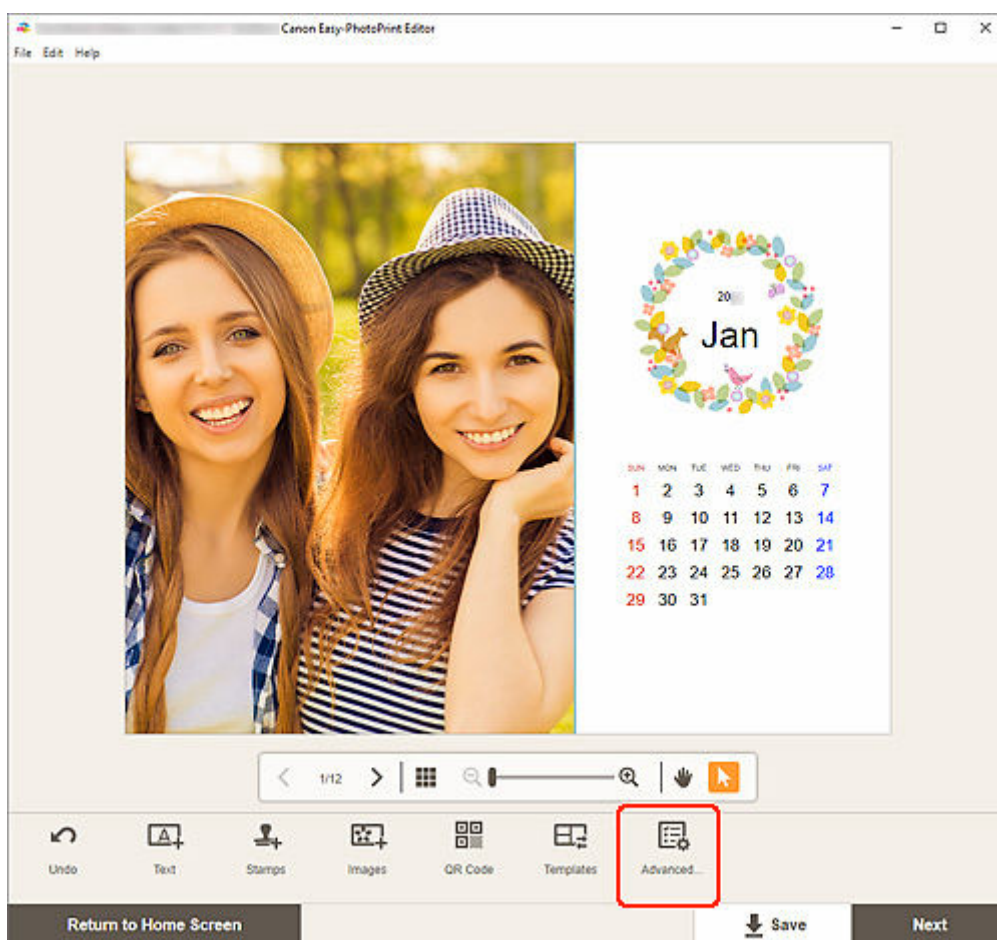 Canon Easy-PhotoPrint Editor
File Edit Help
20
Jan
SUN MON TUE WED THU FRI SAT
1 2 3 4 5 6 7
8 9 10 11 12 13 14
15 16 17 18 19 20 21
22 23 24 25 26 27 28
29 30 31
1/12
Undo Text Stamps Images QR Code Templates Advanced...
Return to Home Screen Save Next